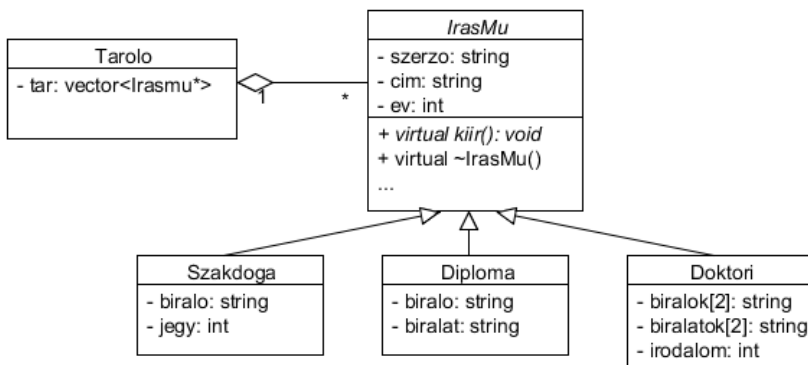 Tarolo
- tar: vector<Irasmu*>
1
*
IrasMu
- szerzo: string
- cim: string
- ev: int
+ virtual kiir(): void
+ virtual ~IrasMu()
...
Szakdoga
- biralo: string
- jegy: int
Diploma
- biralo: string
- biralat: string
Doktori
- biralok[2]: string
- biralatok[2]: string
- irodalom: int